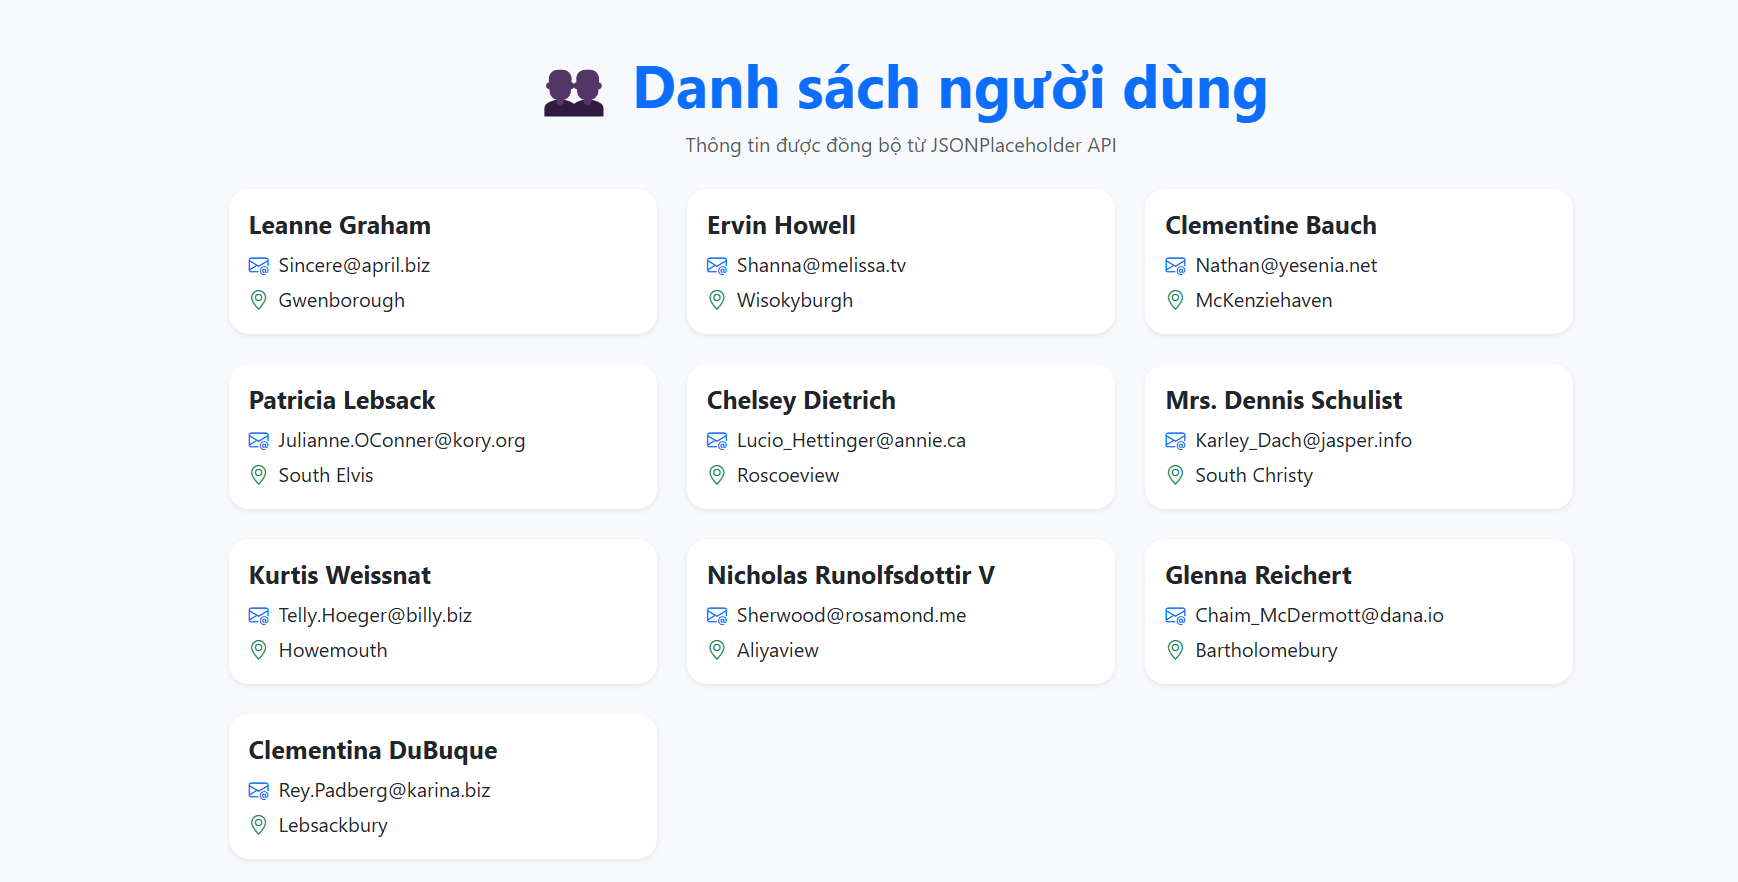 Danh sách người dùng
Thông tin được đồng bộ từ JSONPlaceholder API
Leanne Graham
Sincere@april.biz
Gwenborough
Ervin Howell
Shanna@melissa.tv
Wisokyburgh
Clementine Bauch
Nathan@yesenia.net
McKenziehaven
Patricia Lebsack
Julianne.OConner@kory.org
South Elvis
Chelsey Dietrich
Lucio_Hettinger@annie.ca
Roscoeview
Mrs. Dennis Schulist
Karley_Dach@jasper.info
South Christy
Kurtis Weissnat
Telly.Hoeger@billy.biz
Howemouth
Nicholas Runolfsdottir V
Sherwood@rosamond.me
Aliyaview
Glenna Reichert
Chaim_McDermott@dana.io
Bartholomebury
Clementina DuBuque
Rey.Padberg@karina.biz
Lebsackbury